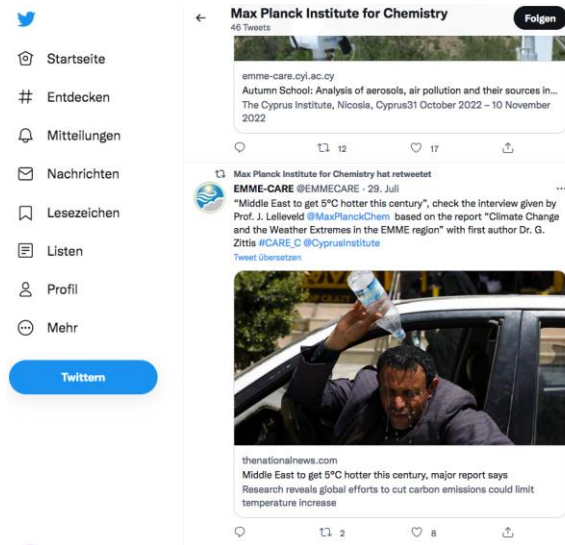 Max Planck Institute for Chemistry
46 Tweets
Folgen
Startseite
Entdecken
Mitteilungen
Nachrichten
Lesezeichen
Listen
Profil
Mehr
Twittern
emme-care.cyi.ac.cy
Autumn School: Analysis of aerosols, air pollution and their sources in...
The Cyprus Institute, Nicosia, Cyprus31 October 2022 – 10 November
2022
12
17
Max Planck Institute for Chemistry hat retweetet
EMME-CARE @EMMECARE · 29. Juli
“Middle East to get 5°C hotter this century”, check the interview given by
Prof. J. Lelieveld @MaxPlanckChem based on the report “Climate Change
and the Weather Extremes in the EMME region” with first author Dr. G.
Zittis #CARE_C @CyprusInstitute
Tweet übersetzen
thenationalnews.com
Middle East to get 5°C hotter this century, major report says
Research reveals global efforts to cut carbon emissions could limit
temperature increase
2
8